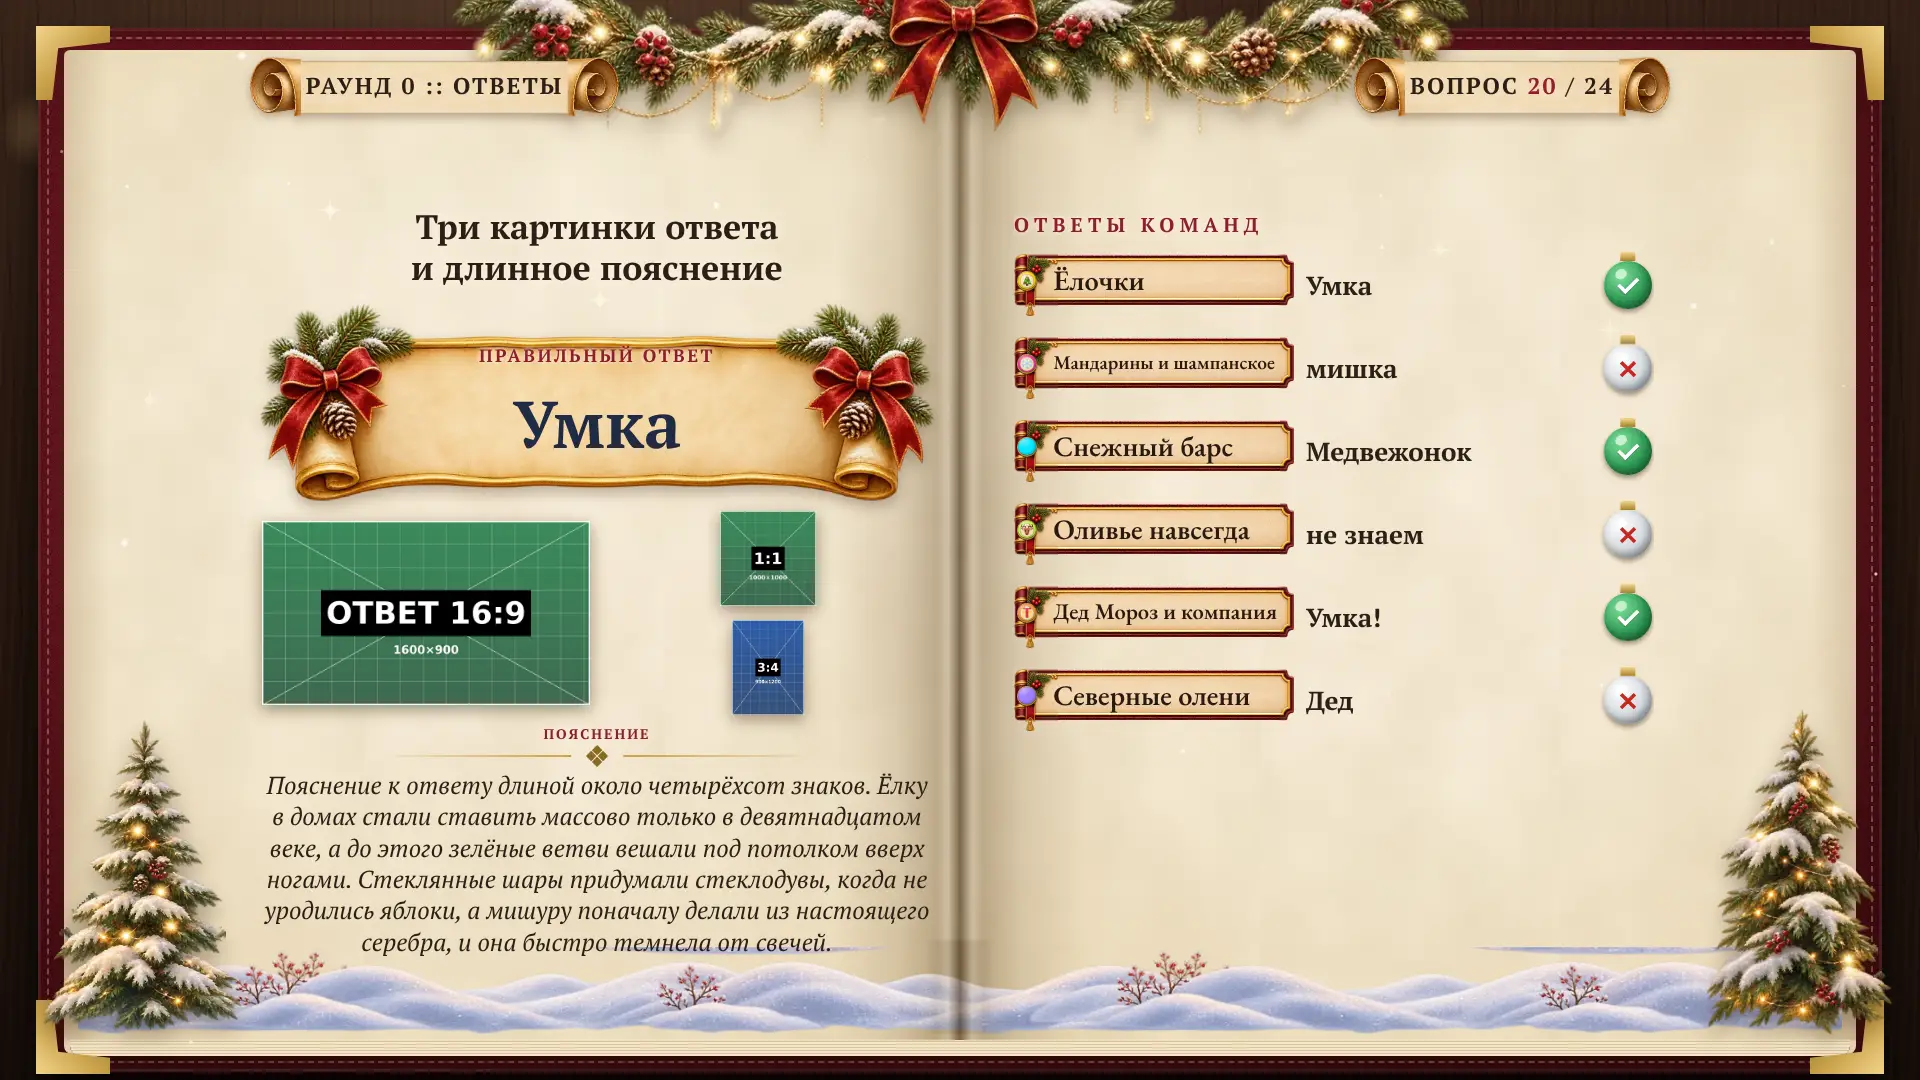 РАУНД 0 :: ОТВЕТЫ
ВОПРОС 20 / 24
Три картинки ответа
и длинное пояснение
ПРАВИЛЬНЫЙ ОТВЕТ
Умка
ОТВЕТ 16:9
1600×900
1:1
1000×1000
3:4
900×1200
ПОЯСНЕНИЕ
Пояснение к ответу длиной около четырёхсот знаков. Ёлку
в домах стали ставить массово только в девятнадцатом
веке, а до этого зелёные ветви вешали под потолком вверх
ногами. Стеклянные шары придумали стеклодувы, когда не
уродились яблоки, а мишуру поначалу делали из настоящего
серебра, и она быстро темнела от свечей.
ОТВЕТЫ КОМАНД
Ёлочки Умка
Мандарины и шампанское мишка
Снежный барс Медвежонок
Оливье навсегда не знаем
Дед Мороз и компания Умка!
Северные олени Дед